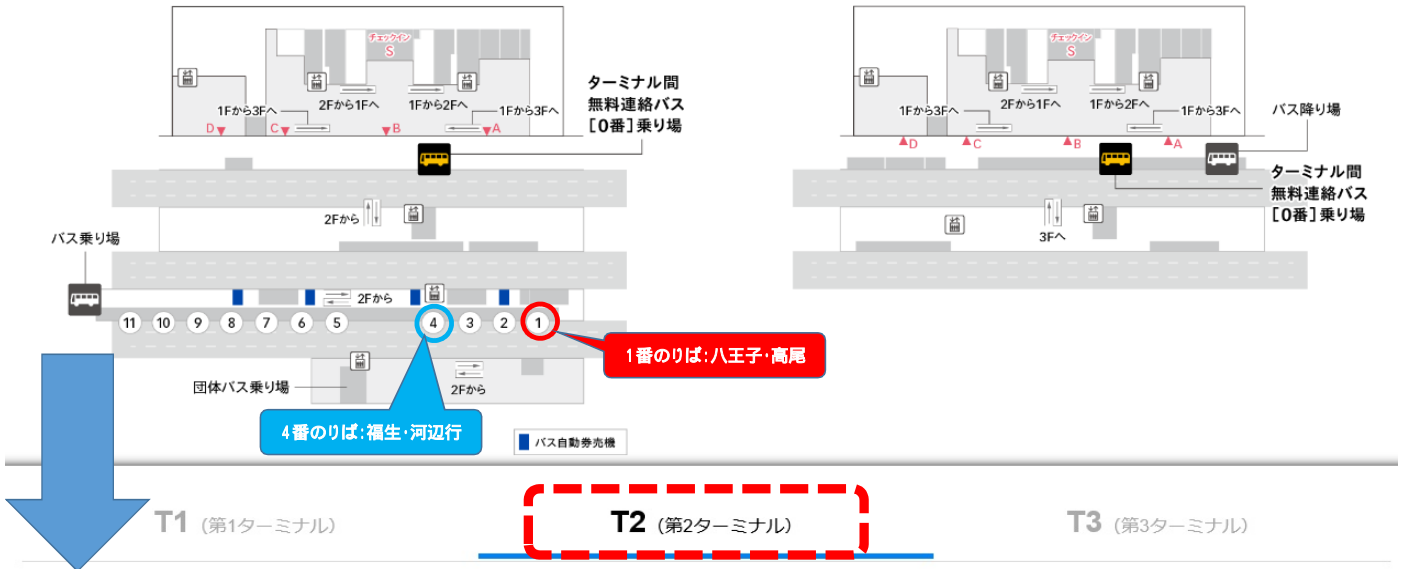 チェックイン
S
2Fから1Fへ
1Fから2Fへ
1Fから3Fへ
1Fから3Fへ
D
C
B
A
ターミナル間
無料連絡バス
[0番]乗り場
2Fから
バス乗り場
2Fから
11
10
9
8
7
6
5
4
3
2
1
1番のりば:八王子・高尾
団体バス乗り場
2Fから
4番のりば:福生・河辺行
バス自動券売機
チェックイン
S
2Fから1Fへ
1Fから2Fへ
1Fから3Fへ
1Fから3Fへ
バス降り場
D
C
B
A
ターミナル間
無料連絡バス
[0番]乗り場
3Fへ
T1 (第1ターミナル)
T2 (第2ターミナル)
T3 (第3ターミナル)